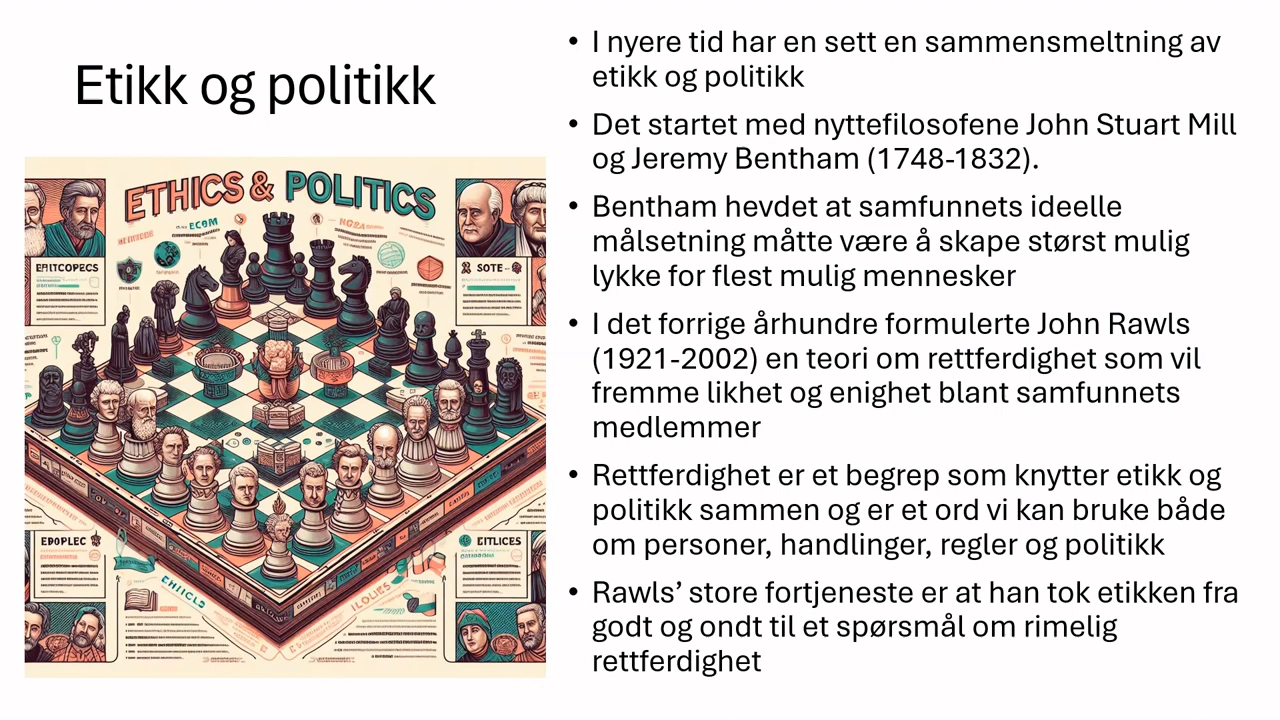 Etikk og politikk
• I nyere tid har en sett en sammensmeltning av
etikk og politikk
• Det startet med nyttefilosofene John Stuart Mill
og Jeremy Bentham (1748-1832).
• Bentham hevdet at samfunnets ideelle
målsetning måtte være å skape størst mulig
lykke for flest mulig mennesker
• I det forrige århundre formulerte John Rawls
(1921-2002) en teori om rettferdighet som vil
fremme likhet og enighet blant samfunnets
medlemmer
• Rettferdighet er et begrep som knytter etikk og
politikk sammen og er et ord vi kan bruke både
om personer, handlinger, regler og politikk
• Rawls’ store fortjeneste er at han tok etikken fra
godt og ondt til et spørsmål om rimelig
rettferdighet
ETHICS & POLITICS
ECOM
SOTE
EDOPLEC